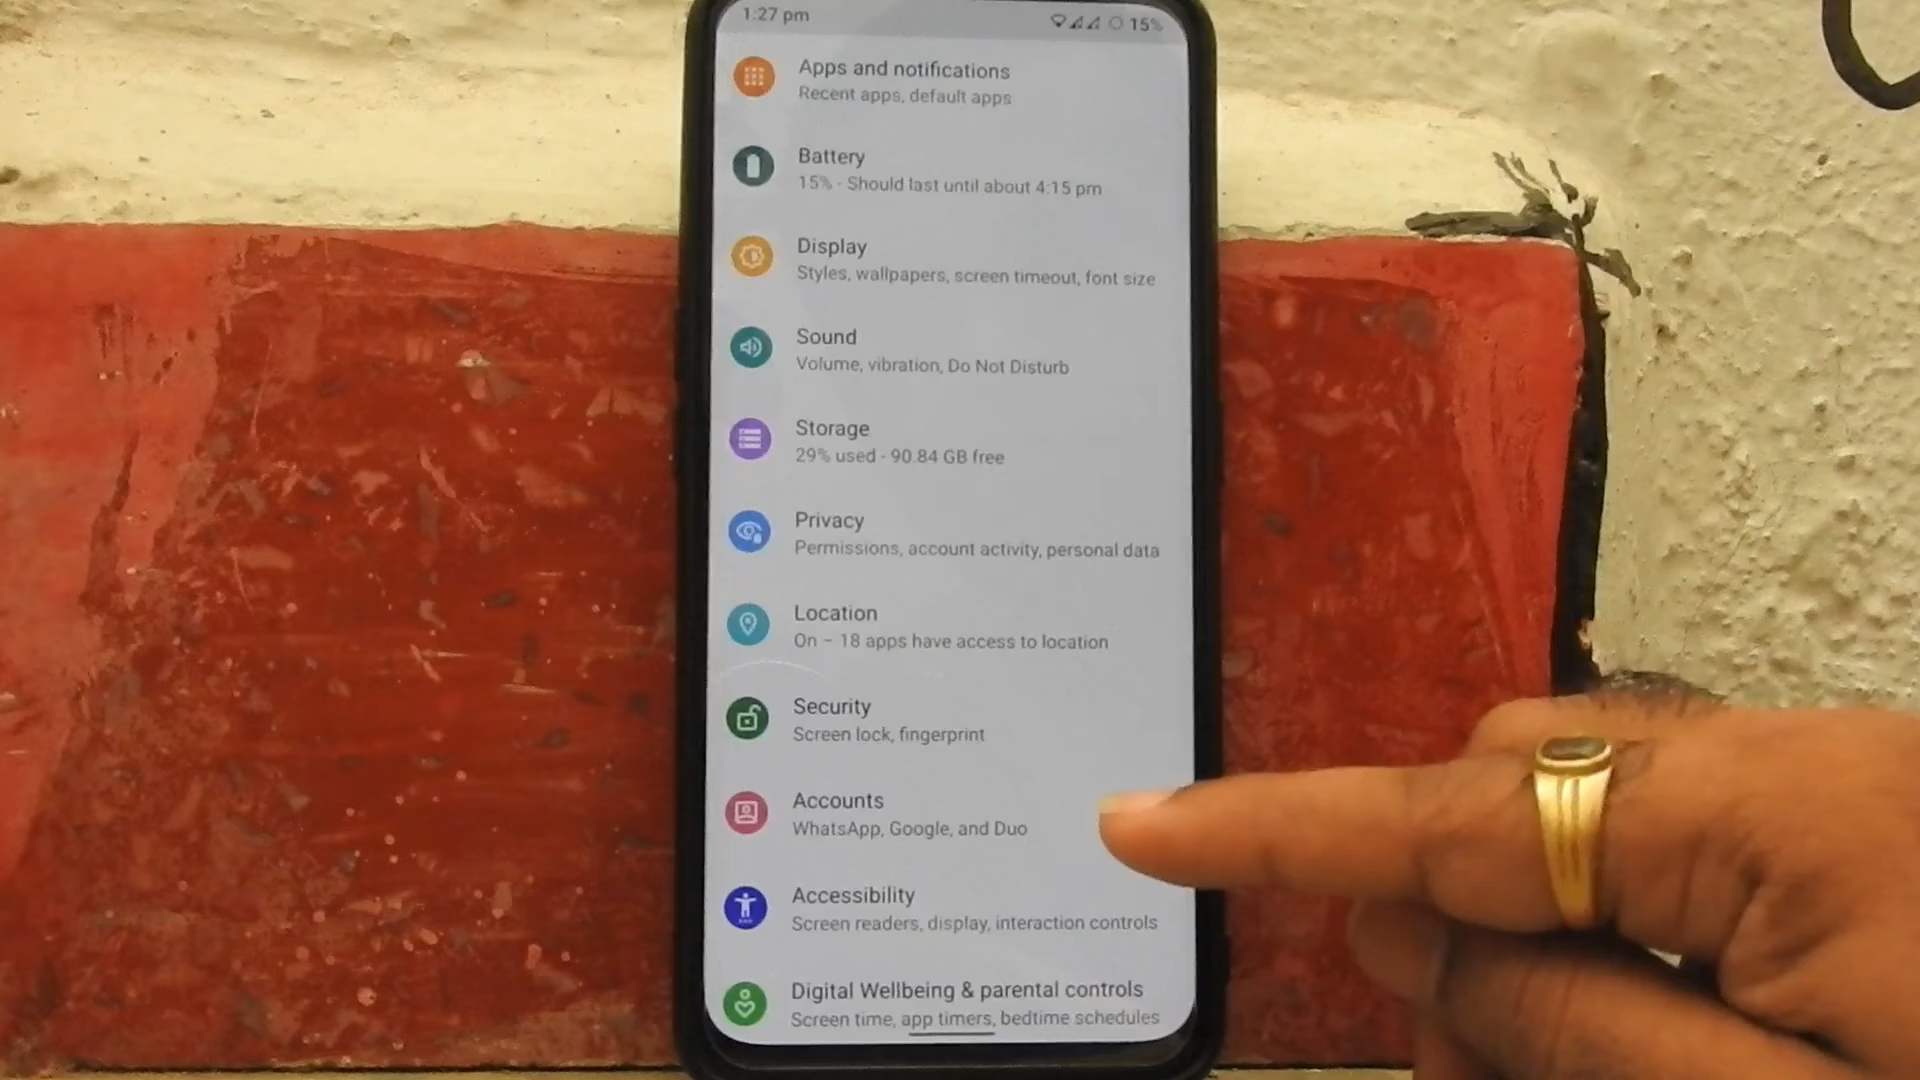 1:27 pm
15%
Apps and notifications
Recent apps, default apps
Battery
15% - Should last until about 4:15 pm
Display
Styles, wallpapers, screen timeout, font size
Sound
Volume, vibration, Do Not Disturb
Storage
29% used - 90.84 GB free
Privacy
Permissions, account activity, personal data
Location
On – 18 apps have access to location
Security
Screen lock, fingerprint
Accounts
WhatsApp, Google, and Duo
Accessibility
Screen readers, display, interaction controls
Digital Wellbeing & parental controls
Screen time, app timers, bedtime schedules